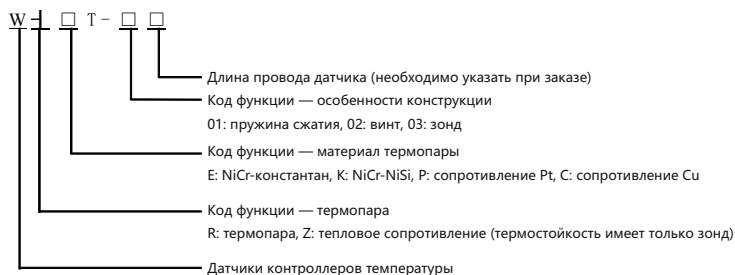 W - □ T - □ □
Длина провода датчика (необходимо указать при заказе)
Код функции — особенности конструкции
01: пружина сжатия, 02: винт, 03: зонд
Код функции — материал термопары
E: NiCr-константан, K: NiCr-NiSi, P: сопротивление Pt, C: сопротивление Cu
Код функции — термопара
R: термопара, Z: тепловое сопротивление (термостойкость имеет только зонд)
Датчики контроллеров температуры